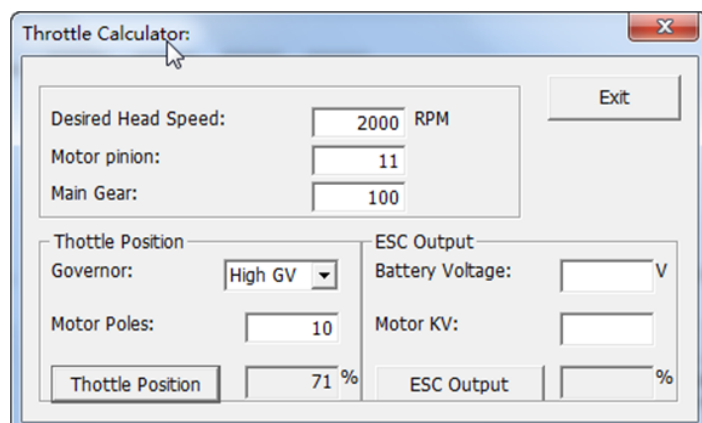 Throttle Calculator:
Exit
Desired Head Speed: 2000 RPM
Motor pinion: 11
Main Gear: 100
Thottle Position
Governor: High GV
Motor Poles: 10
Thottle Position 71 %
ESC Output
Battery Voltage: V
Motor KV:
ESC Output %